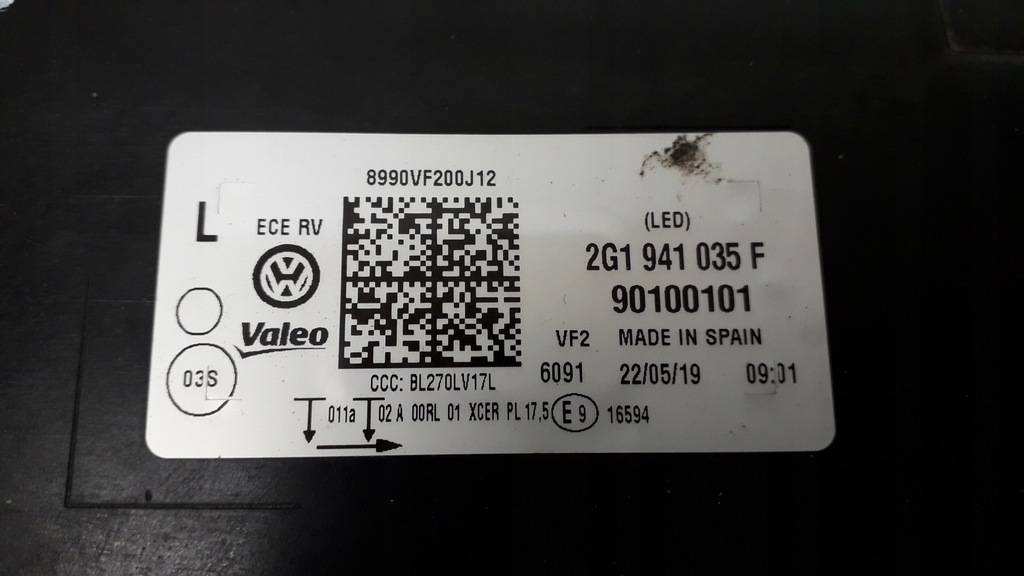 8990VF200J12
L
ECE RV
(LED)
2G1 941 035 F
90100101
Valeo
VF2 MADE IN SPAIN
03S
CCC: BL270LV17L
6091 22/05/19 09:01
011a 02 A 00RL 01 XCER PL 17,5 E 9 16594